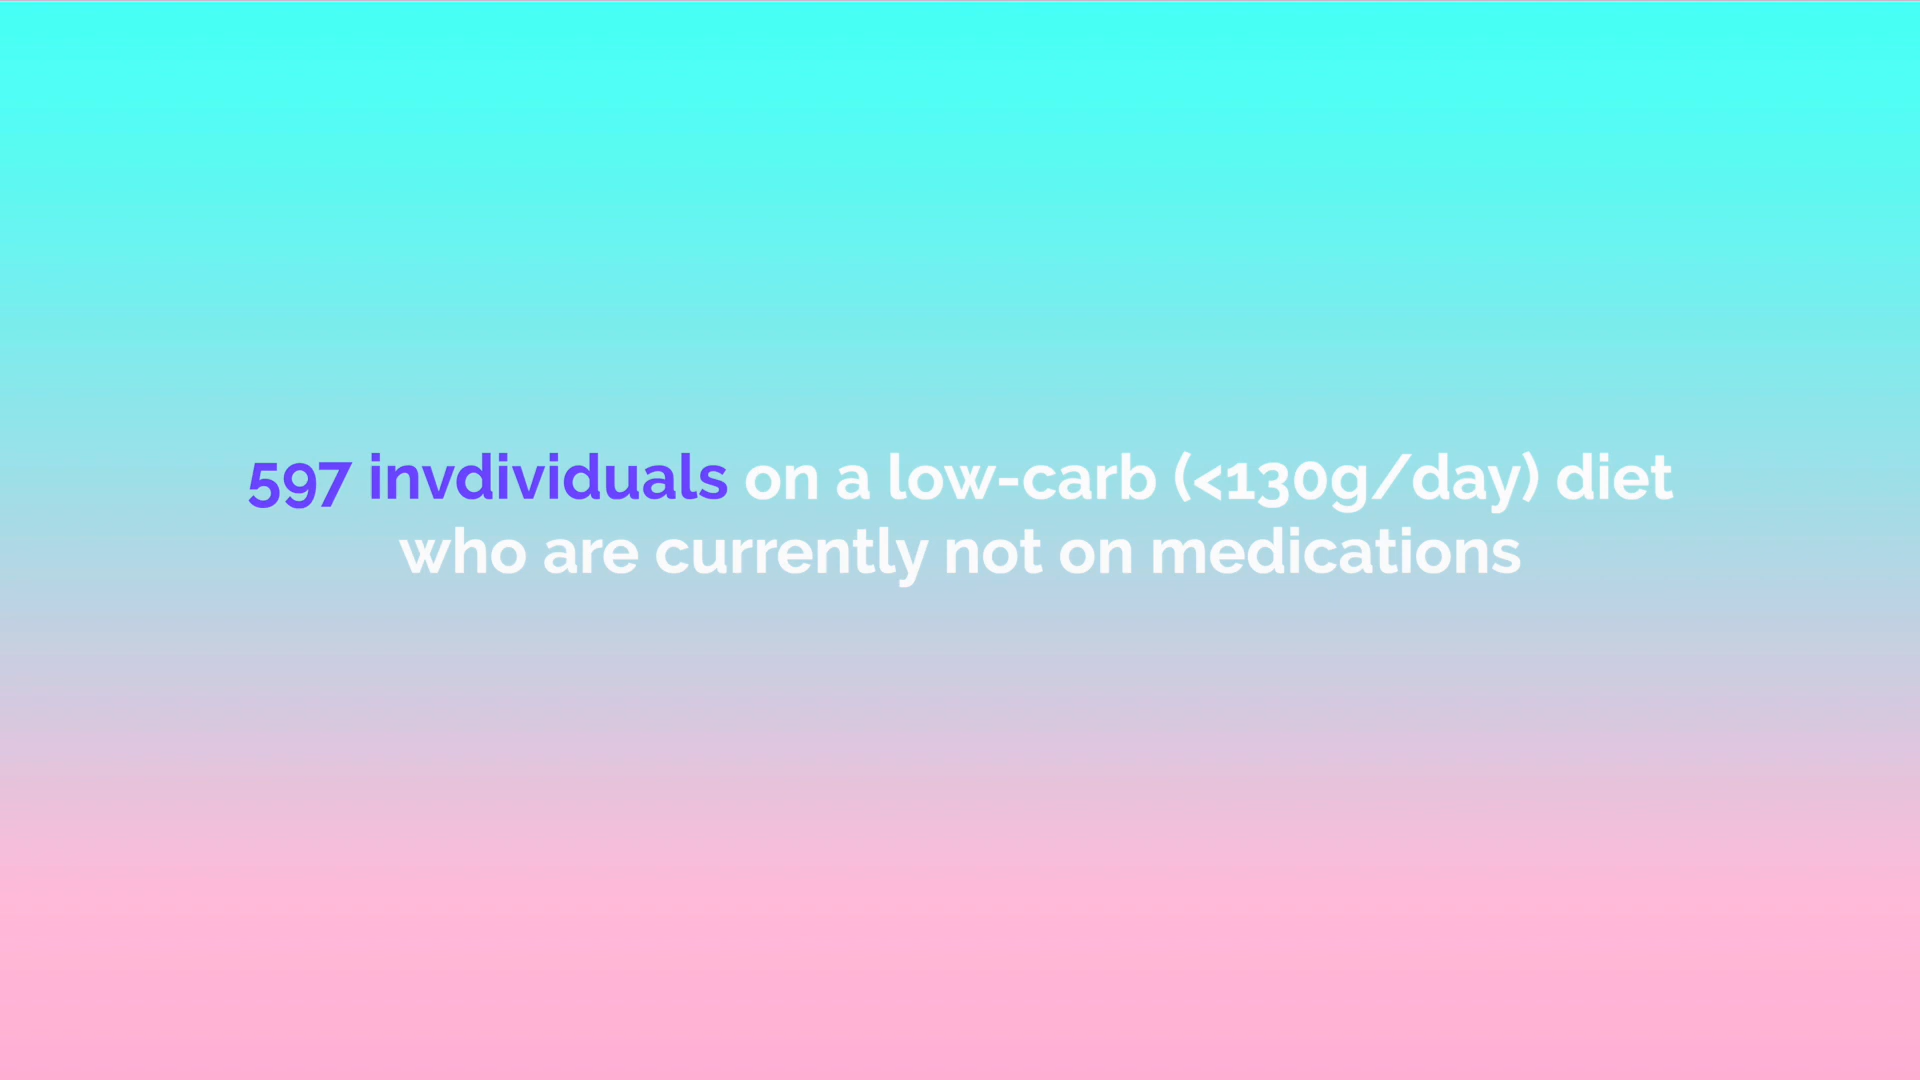 597 invdividuals on a low-carb (<130g/day) diet
who are currently not on medications